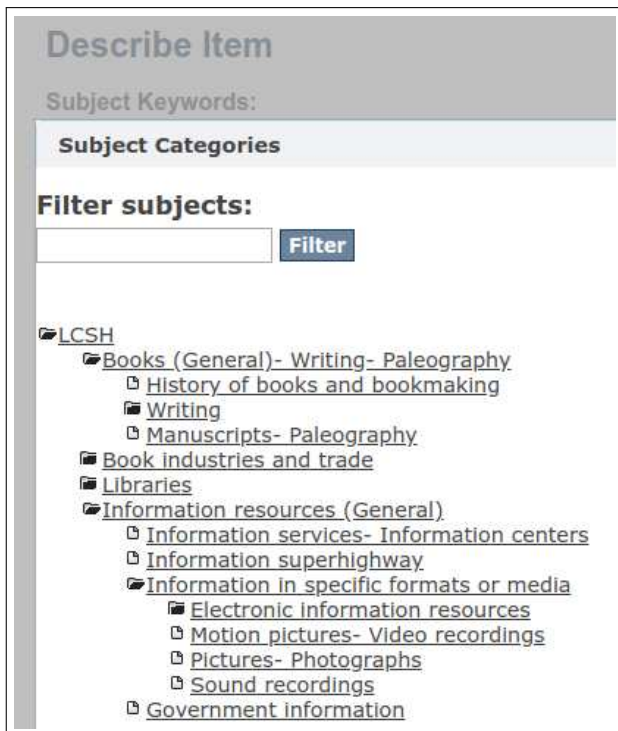 Describe Item
Subject Keywords:
Subject Categories
Filter subjects:
Filter
LCSH
Books (General)- Writing- Paleography
History of books and bookmaking
Writing
Manuscripts- Paleography
Book industries and trade
Libraries
Information resources (General)
Information services- Information centers
Information superhighway
Information in specific formats or media
Electronic information resources
Motion pictures- Video recordings
Pictures- Photographs
Sound recordings
Government information